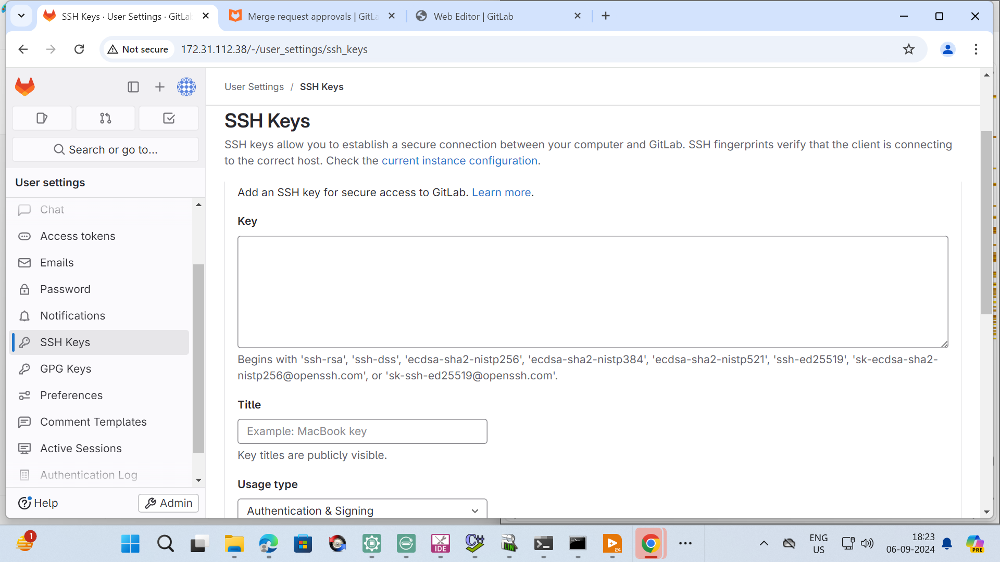 SSH Keys · User Settings · GitLab
Merge request approvals | GitLa
Web Editor | GitLab
Not secure
172.31.112.38/-/user_settings/ssh_keys
User Settings / SSH Keys
Search or go to...
User settings
Chat
Access tokens
Emails
Password
Notifications
SSH Keys
GPG Keys
Preferences
Comment Templates
Active Sessions
Authentication Log
Help
Admin
SSH Keys
SSH keys allow you to establish a secure connection between your computer and GitLab. SSH fingerprints verify that the client is connecting
to the correct host. Check the current instance configuration.
Add an SSH key for secure access to GitLab. Learn more.
Key
Begins with 'ssh-rsa', 'ssh-dss', 'ecdsa-sha2-nistp256', 'ecdsa-sha2-nistp384', 'ecdsa-sha2-nistp521', 'ssh-ed25519', 'sk-ecdsa-sha2-
nistp256@openssh.com', or 'sk-ssh-ed25519@openssh.com'.
Title
Example: MacBook key
Key titles are publicly visible.
Usage type
Authentication & Signing
1
IDE
C++
LIN
24
ENG
US
18:23
06-09-2024
PRE